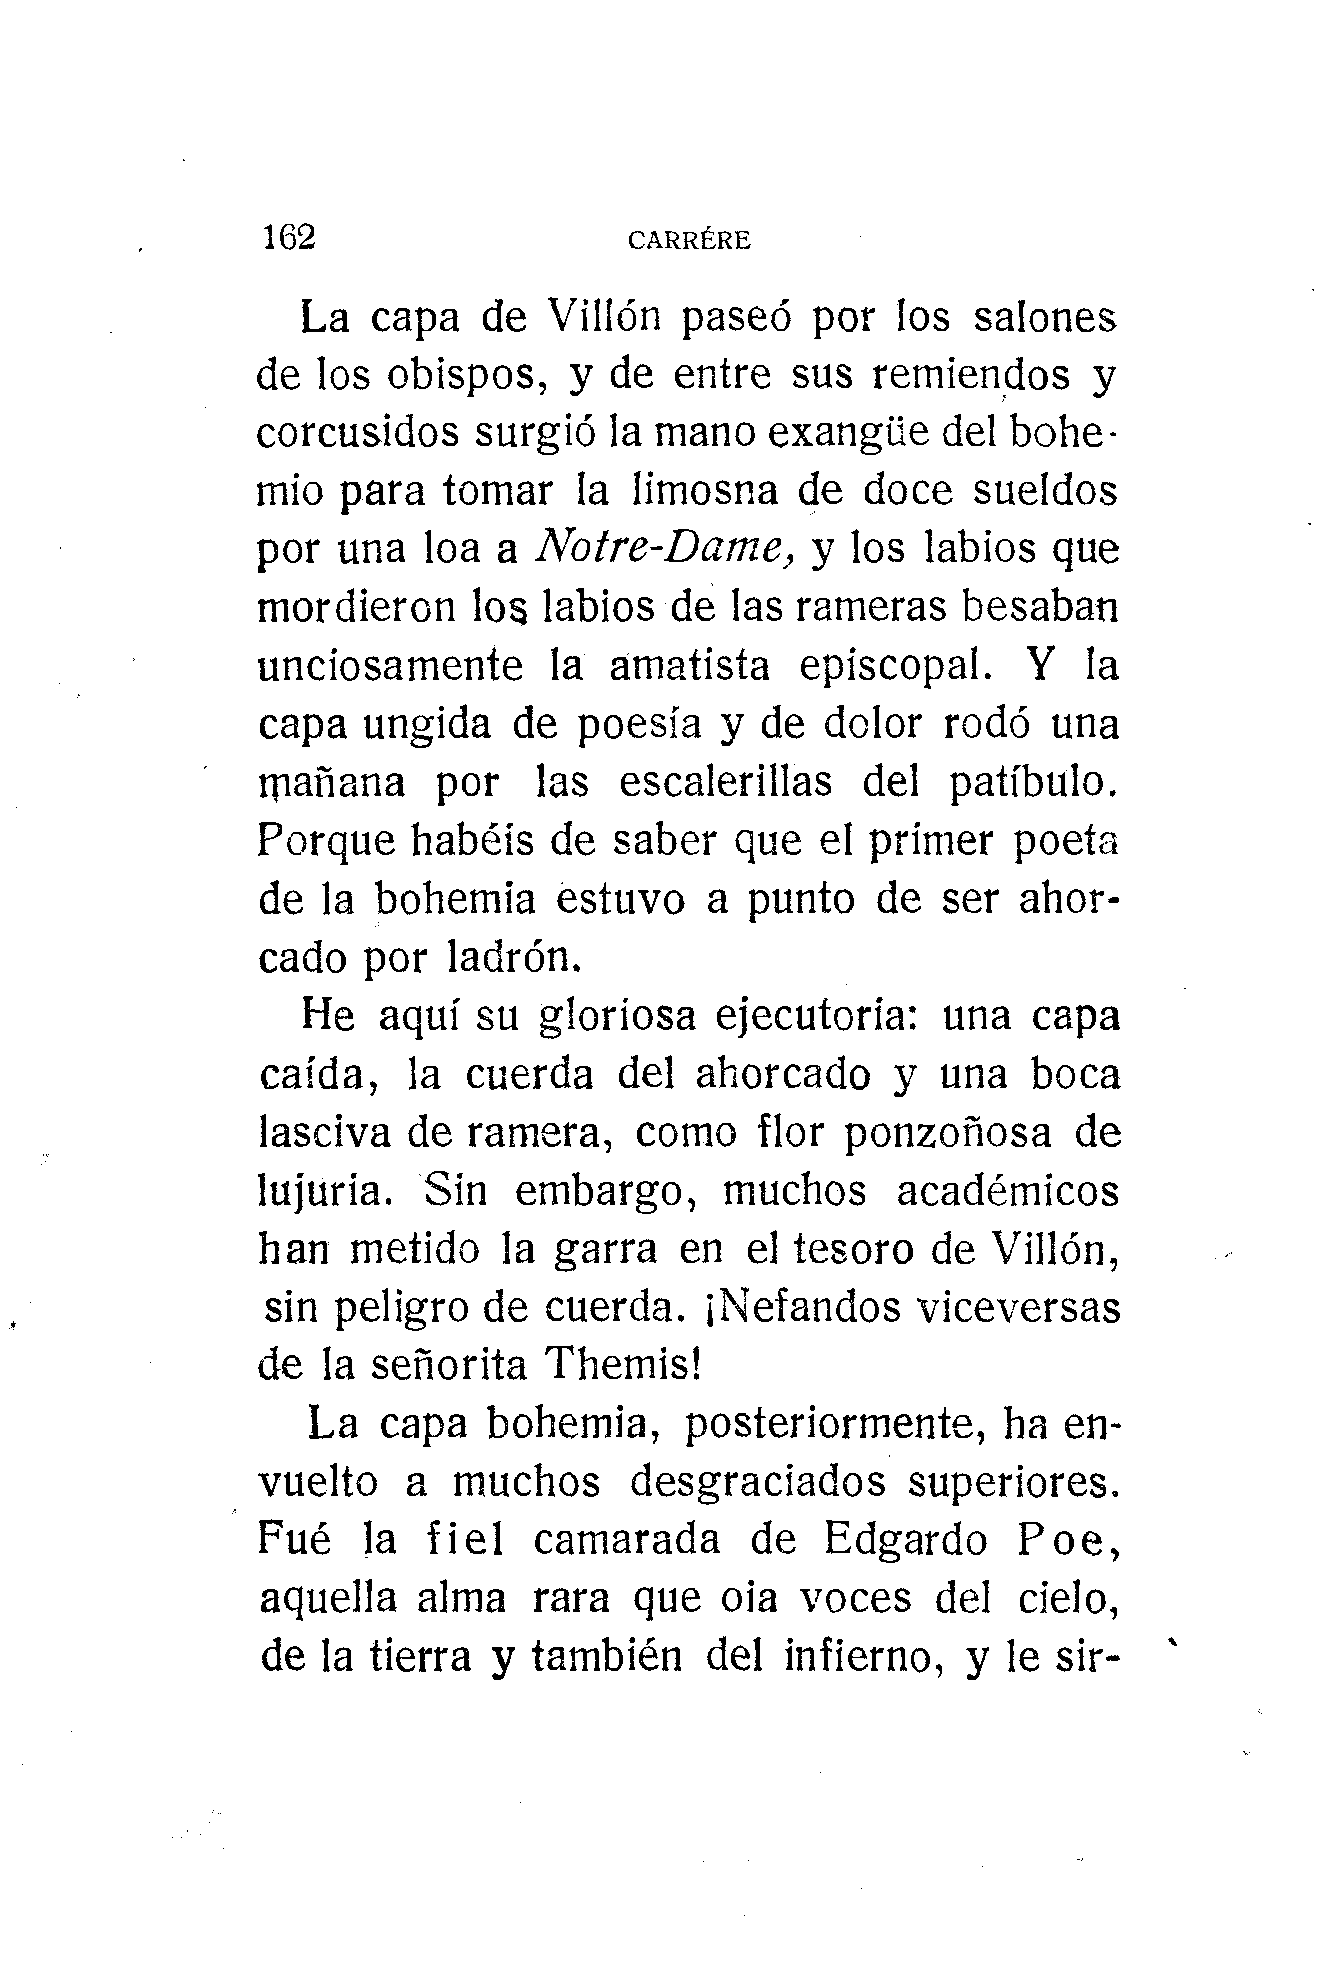 162 CARRÉRE
La capa de Villón paseó por los salones
de los obispos, y de entre sus remiendos y
corcusidos surgió la mano exangüe del bohe-
mio para tomar la limosna de doce sueldos
por una loa a Notre-Dame, y los labios que
mordieron los labios de las rameras besaban
unciosamente la amatista episcopal. Y la
capa ungida de poesía y de dolor rodó una
mañana por las escalerillas del patíbulo.
Porque habéis de saber que el primer poeta
de la bohemia estuvo a punto de ser ahor-
cado por ladrón.
He aquí su gloriosa ejecutoria: una capa
caída, la cuerda del ahorcado y una boca
lasciva de ramera, como flor ponzoñosa de
lujuria. Sin embargo, muchos académicos
han metido la garra en el tesoro de Villón,
sin peligro de cuerda. ¡Nefandos viceversas
de la señorita Themis!
La capa bohemia, posteriormente, ha en-
vuelto a muchos desgraciados superiores.
Fué la fiel camarada de Edgardo Poe,
aquella alma rara que oia voces del cielo,
de la tierra y también del infierno, y le sir-